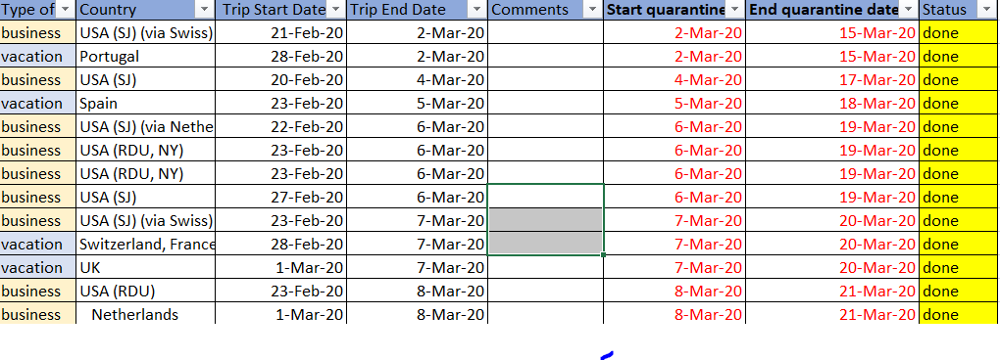 Type of Country Trip Start Date Trip End Date Comments Start quarantine End quarantine date Status
business USA (SJ) (via Swiss) 21-Feb-20 2-Mar-20 2-Mar-20 15-Mar-20 done
vacation Portugal 28-Feb-20 2-Mar-20 2-Mar-20 15-Mar-20 done
business USA (SJ) 20-Feb-20 4-Mar-20 4-Mar-20 17-Mar-20 done
vacation Spain 23-Feb-20 5-Mar-20 5-Mar-20 18-Mar-20 done
business USA (SJ) (via Nethe 22-Feb-20 6-Mar-20 6-Mar-20 19-Mar-20 done
business USA (RDU, NY) 23-Feb-20 6-Mar-20 6-Mar-20 19-Mar-20 done
business USA (RDU, NY) 23-Feb-20 6-Mar-20 6-Mar-20 19-Mar-20 done
business USA (SJ) 27-Feb-20 6-Mar-20 6-Mar-20 19-Mar-20 done
business USA (SJ) (via Swiss) 23-Feb-20 7-Mar-20 7-Mar-20 20-Mar-20 done
vacation Switzerland, France 28-Feb-20 7-Mar-20 7-Mar-20 20-Mar-20 done
vacation UK 1-Mar-20 7-Mar-20 7-Mar-20 20-Mar-20 done
business USA (RDU) 23-Feb-20 8-Mar-20 8-Mar-20 21-Mar-20 done
business Netherlands 1-Mar-20 8-Mar-20 8-Mar-20 21-Mar-20 done